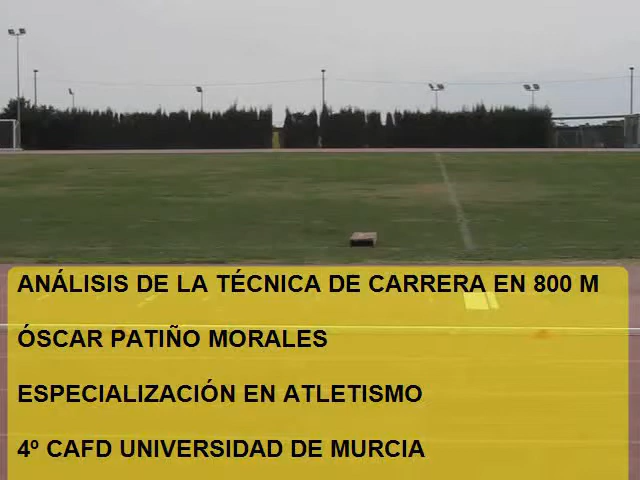 ANÁLISIS DE LA TÉCNICA DE CARRERA EN 800 M
ÓSCAR PATIÑO MORALES
ESPECIALIZACIÓN EN ATLETISMO
4º CAFD UNIVERSIDAD DE MURCIA